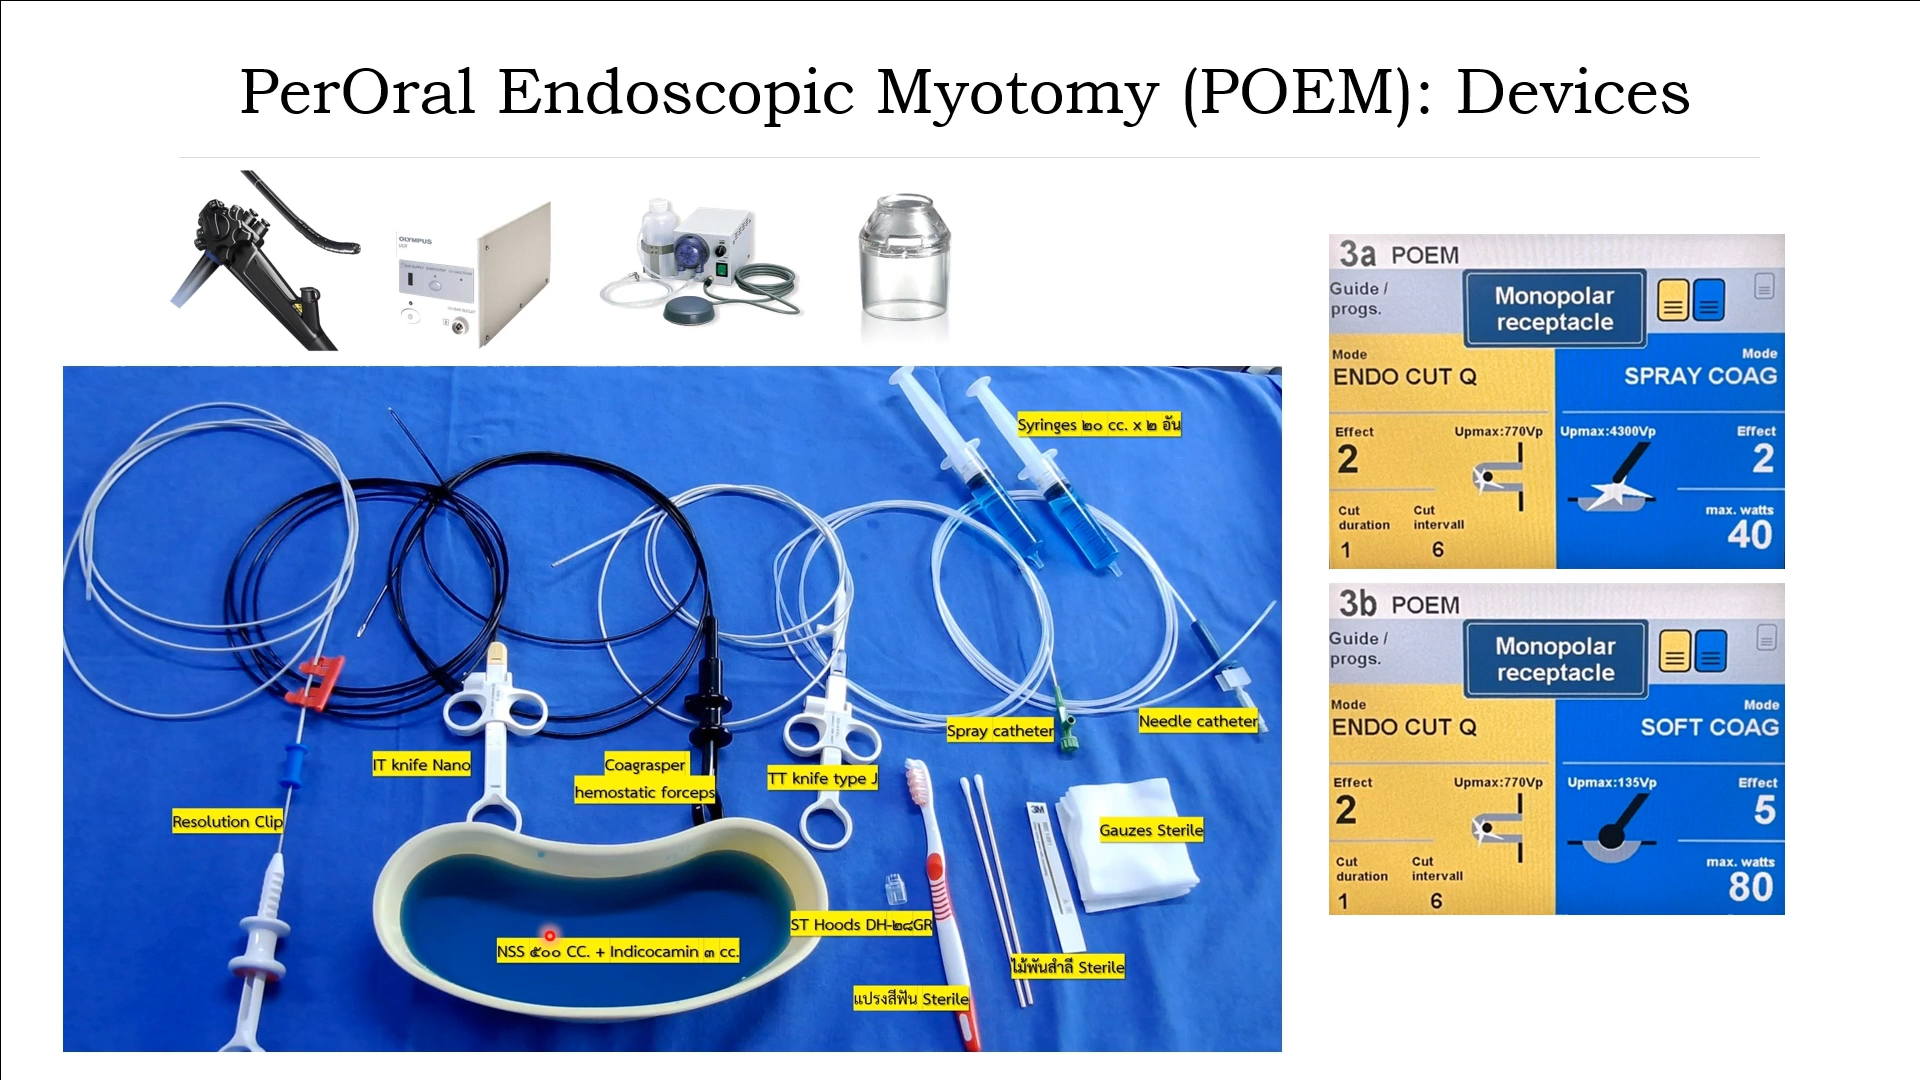 PerOral Endoscopic Myotomy (POEM): Devices
OLYMPUS
3a POEM
Guide / progs.
Monopolar receptacle
Mode
ENDO CUT Q
Mode
SPRAY COAG
Effect
2
Upmax:770Vp
Upmax:4300Vp
Effect
2
Cut duration
1
Cut intervall
6
max. watts
40
3b POEM
Guide / progs.
Monopolar receptacle
Mode
ENDO CUT Q
Mode
SOFT COAG
Effect
2
Upmax:770Vp
Upmax:135Vp
Effect
5
Cut duration
1
Cut intervall
6
max. watts
80
Syringes ๒๐ cc. x ๒ อัน
Spray catheter
Needle catheter
IT knife Nano
Coagrasper
hemostatic forceps
TT knife type J
Resolution Clip
3M
Gauzes Sterile
ST Hoods DH-๒๘GR
NSS ๕๐๐ CC. + Indicocamin ๓ cc.
ไม้พันสำลี Sterile
แปรงสีฟัน Sterile